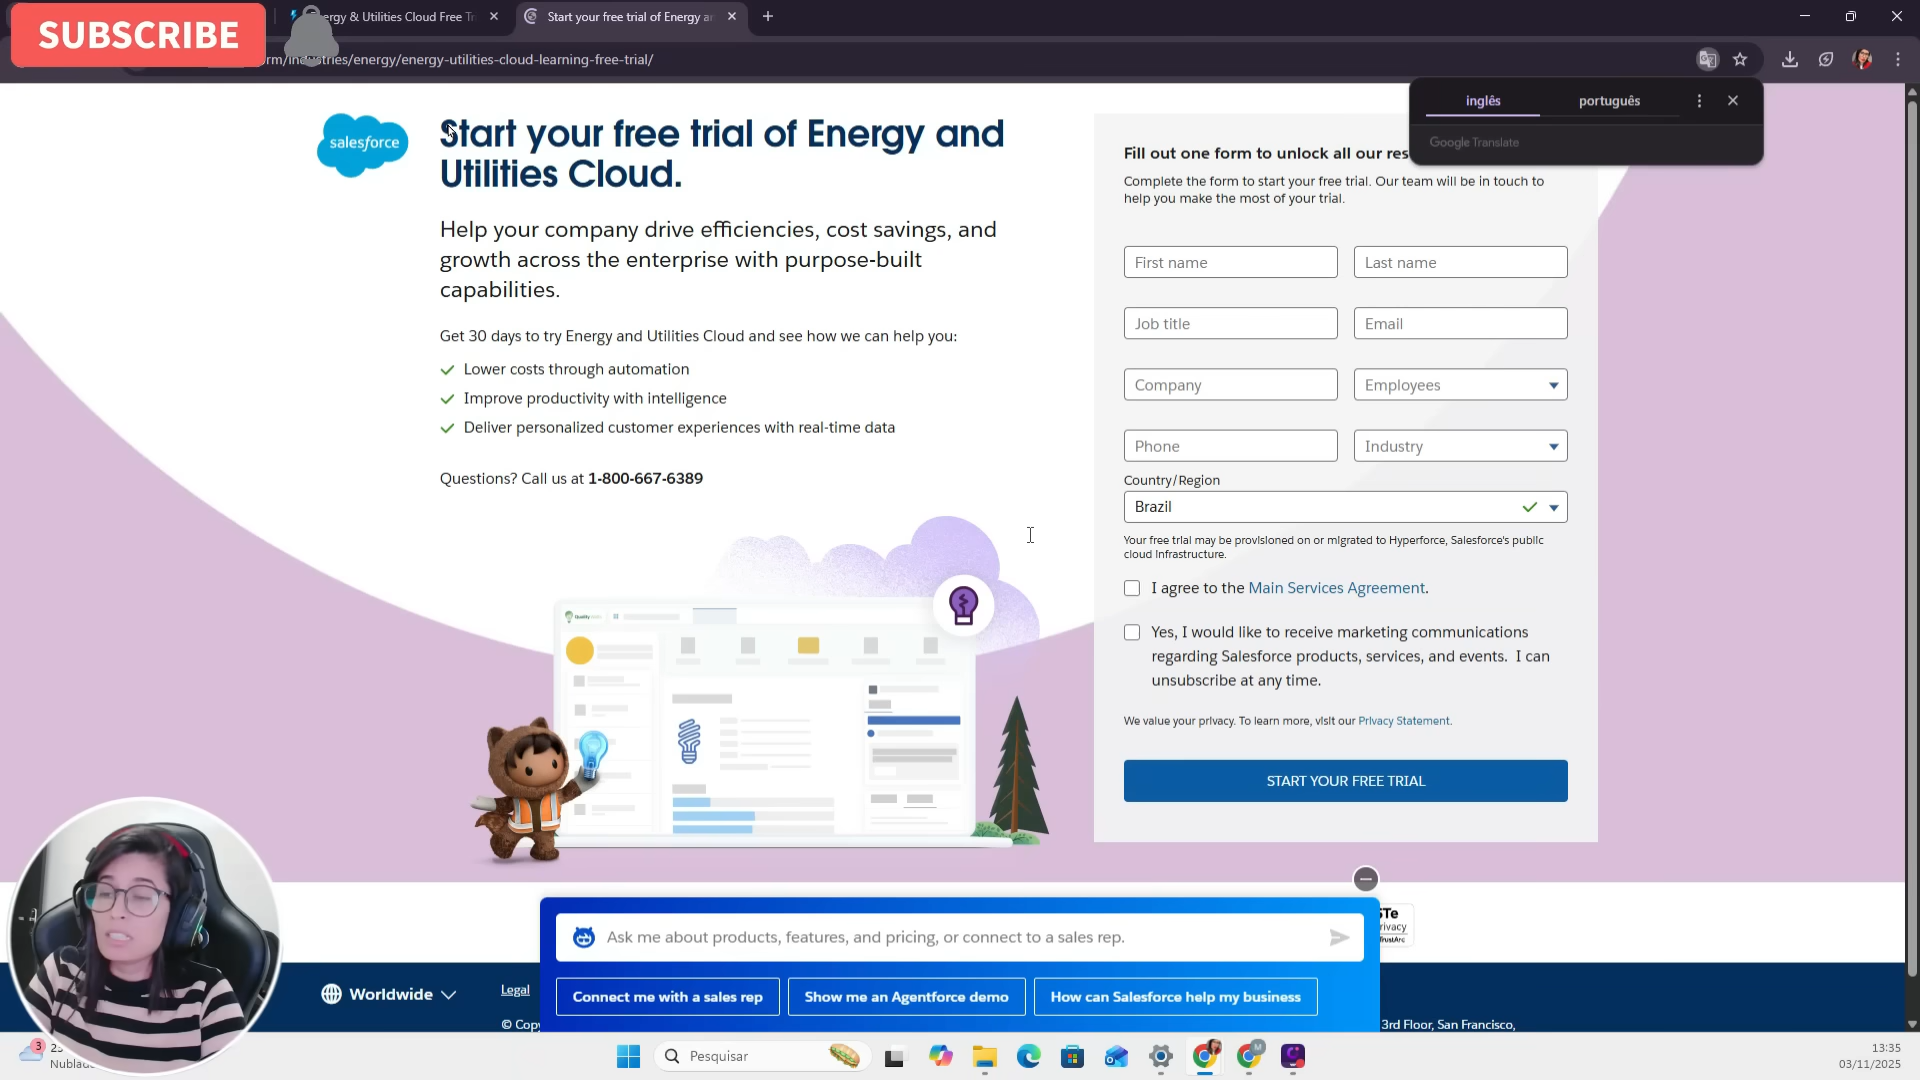 SUBSCRIBE
ergy & Utilities Cloud Free T
Start your free trial of Energy an
rm/industries/energy/energy-utilities-cloud-learning-free-trial/
inglês
português
Google Translate
salesforce
Start your free trial of Energy and
Utilities Cloud.
Help your company drive efficiencies, cost savings, and
growth across the enterprise with purpose-built
capabilities.
Get 30 days to try Energy and Utilities Cloud and see how we can help you:
Lower costs through automation
Improve productivity with intelligence
Deliver personalized customer experiences with real-time data
Questions? Call us at 1-800-667-6389
Fill out one form to unlock all our res
Complete the form to start your free trial. Our team will be in touch to
help you make the most of your trial.
First name
Last name
Job title
Email
Company
Employees
Phone
Industry
Country/Region
Brazil
Your free trial may be provisioned on or migrated to Hyperforce, Salesforce's public
cloud infrastructure.
I agree to the Main Services Agreement.
Yes, I would like to receive marketing communications
regarding Salesforce products, services, and events. I can
unsubscribe at any time.
We value your privacy. To learn more, visit our Privacy Statement.
START YOUR FREE TRIAL
Ask me about products, features, and pricing, or connect to a sales rep.
Connect me with a sales rep
Show me an Agentforce demo
How can Salesforce help my business
STe
rivacy
TrustArc
Worldwide
Legal
© Cop
3rd Floor, San Francisco,
3
Nublad
Pesquisar
M
13:35
03/11/2025